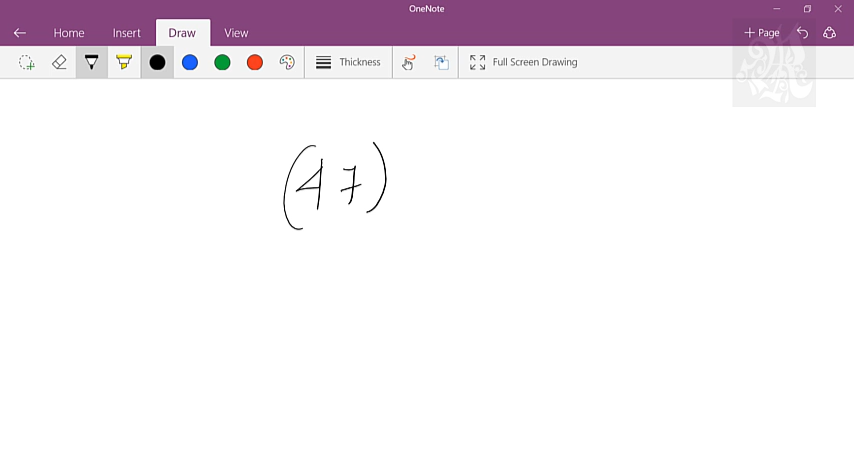 OneNote
Home Insert Draw View + Page
Thickness Full Screen Drawing
(47)